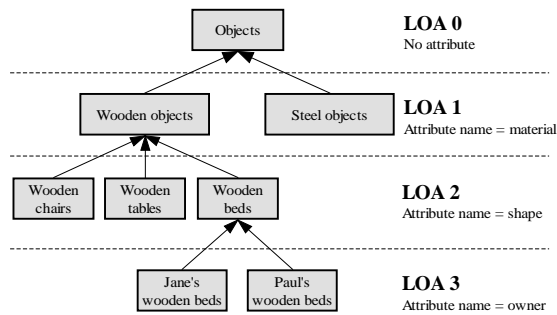 Objects
LOA 0
No attribute
Wooden objects
Steel objects
LOA 1
Attribute name = material
Wooden
chairs
Wooden
tables
Wooden
beds
LOA 2
Attribute name = shape
Jane's
wooden beds
Paul's
wooden beds
LOA 3
Attribute name = owner